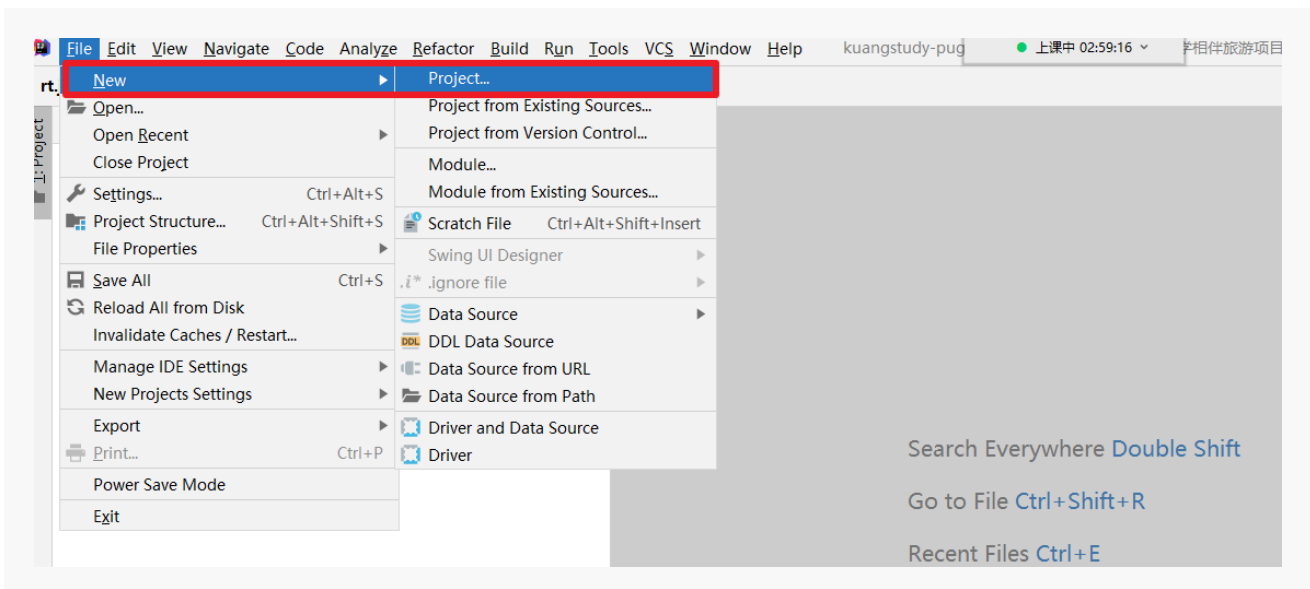 File Edit View Navigate Code Analyze Refactor Build Run Tools VCS Window Help kuangstudy-pug 上课中 02:59:16 学相伴旅游项目
rt.
1: Project
New
Open...
Open Recent
Close Project
Settings... Ctrl+Alt+S
Project Structure... Ctrl+Alt+Shift+S
File Properties
Save All Ctrl+S
Reload All from Disk
Invalidate Caches / Restart...
Manage IDE Settings
New Projects Settings
Export
Print... Ctrl+P
Power Save Mode
Exit
Project...
Project from Existing Sources...
Project from Version Control...
Module...
Module from Existing Sources...
Scratch File Ctrl+Alt+Shift+Insert
Swing UI Designer
.i* .ignore file
Data Source
DDL DDL Data Source
Data Source from URL
Data Source from Path
Driver and Data Source
Driver
Search Everywhere Double Shift
Go to File Ctrl+Shift+R
Recent Files Ctrl+E